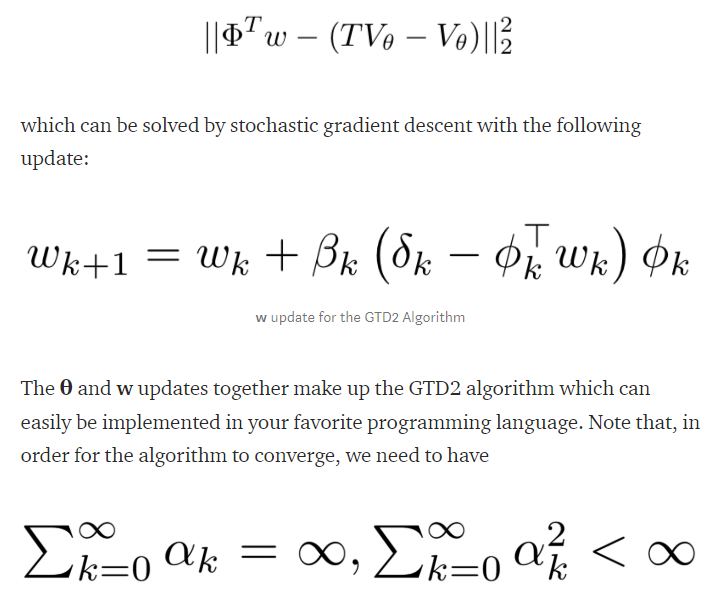 ||Φ^T w − (TV_θ − V_θ)||_2^2
which can be solved by stochastic gradient descent with the following
update:
w_{k+1} = w_k + β_k (δ_k − φ_k^⊤ w_k) φ_k
w update for the GTD2 Algorithm
The θ and w updates together make up the GTD2 algorithm which can
easily be implemented in your favorite programming language. Note that, in
order for the algorithm to converge, we need to have
∑_{k=0}^∞ α_k = ∞, ∑_{k=0}^∞ α_k^2 < ∞